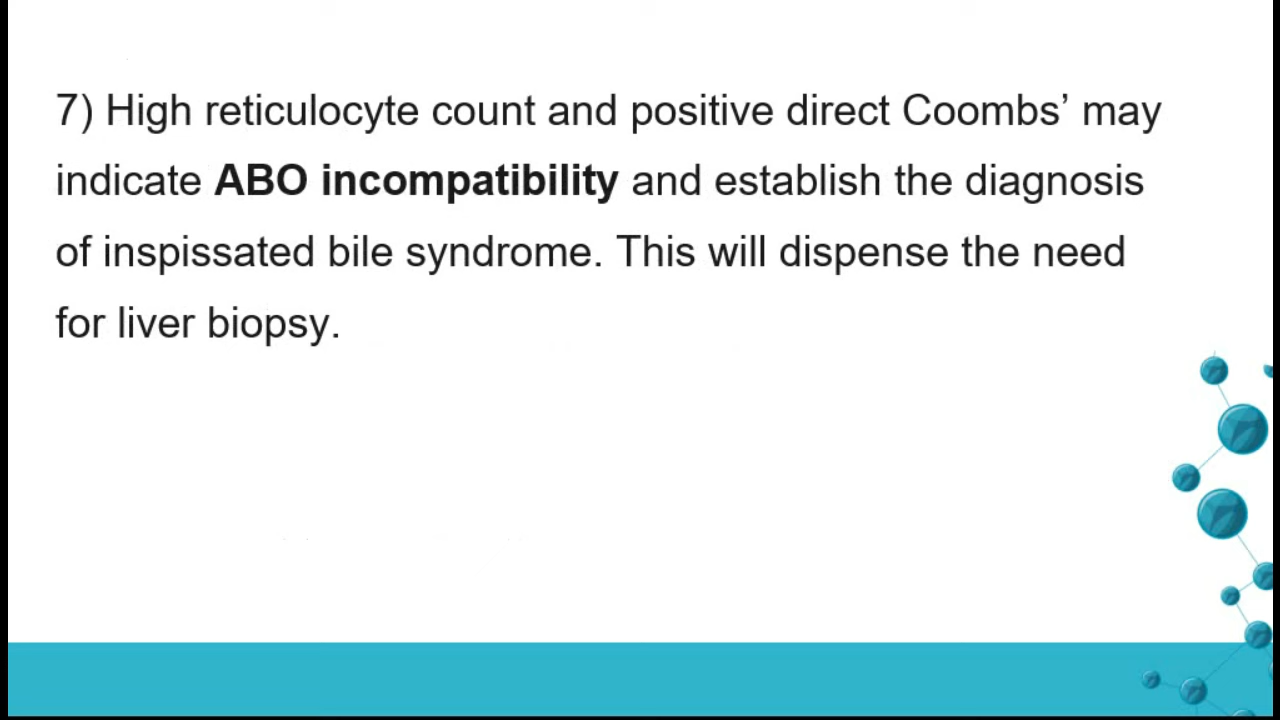 7) High reticulocyte count and positive direct Coombs’ may
indicate ABO incompatibility and establish the diagnosis
of inspissated bile syndrome. This will dispense the need
for liver biopsy.